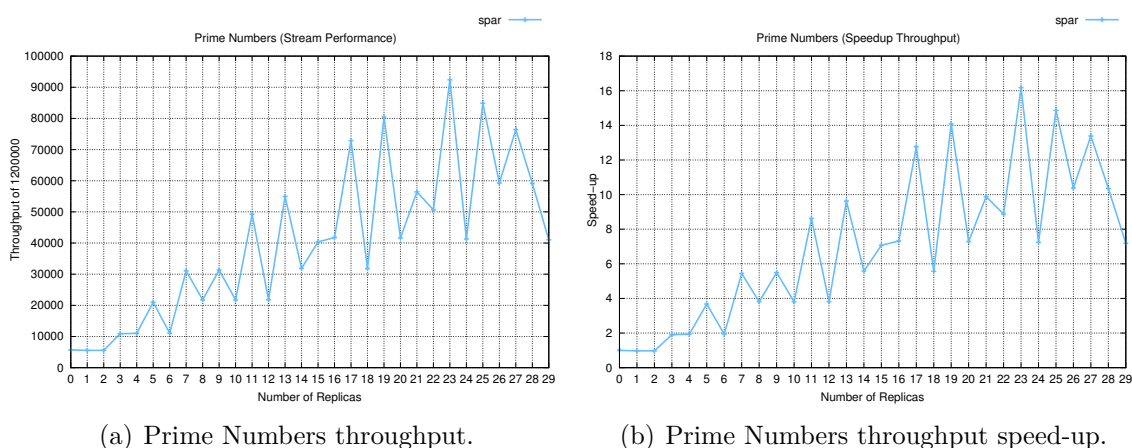 spar
Prime Numbers (Stream Performance)
100000
90000
80000
70000
60000
50000
40000
30000
20000
10000
0
Throughput of 1200000
0 1 2 3 4 5 6 7 8 9 10 11 12 13 14 15 16 17 18 19 20 21 22 23 24 25 26 27 28 29
Number of Replicas
(a) Prime Numbers throughput.
spar
Prime Numbers (Speedup Throughput)
18
16
14
12
10
8
6
4
2
0
Speed-up
0 1 2 3 4 5 6 7 8 9 10 11 12 13 14 15 16 17 18 19 20 21 22 23 24 25 26 27 28 29
Number of Replicas
(b) Prime Numbers throughput speed-up.